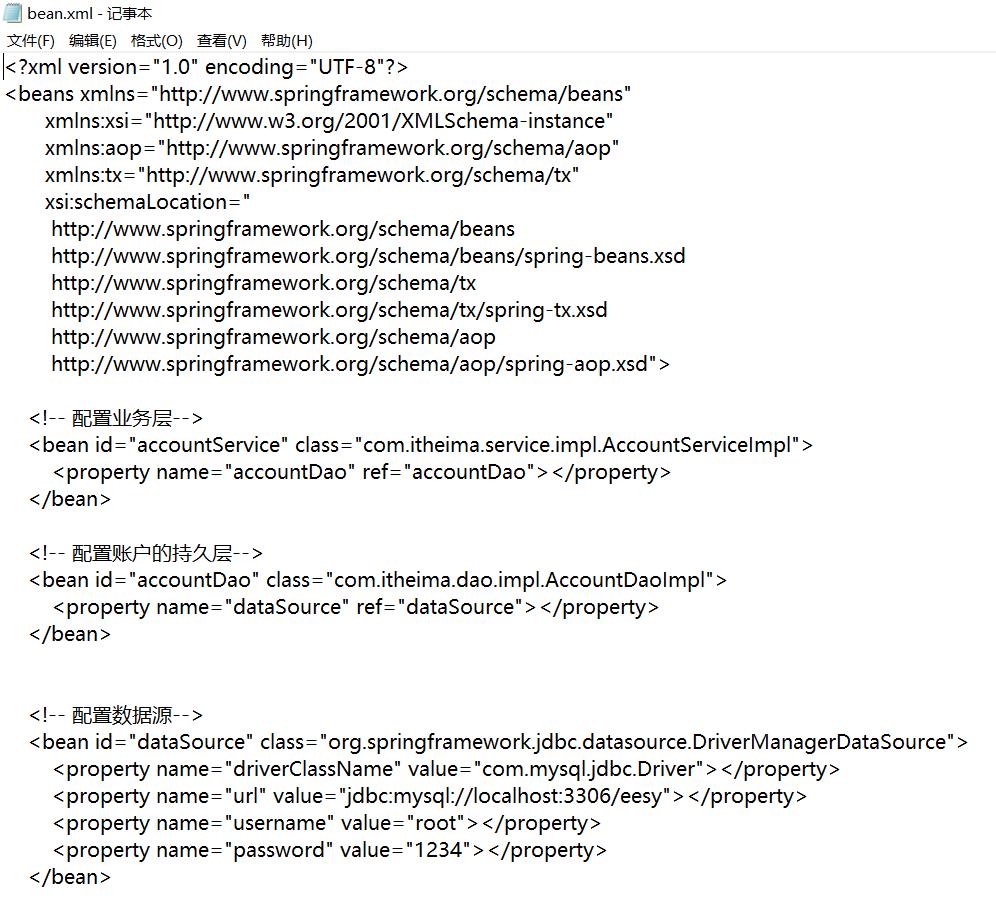 bean.xml - 记事本
文件(F) 编辑(E) 格式(O) 查看(V) 帮助(H)
<?xml version="1.0" encoding="UTF-8"?>
<beans xmlns="http://www.springframework.org/schema/beans"
xmlns:xsi="http://www.w3.org/2001/XMLSchema-instance"
xmlns:aop="http://www.springframework.org/schema/aop"
xmlns:tx="http://www.springframework.org/schema/tx"
xsi:schemaLocation="
http://www.springframework.org/schema/beans
http://www.springframework.org/schema/beans/spring-beans.xsd
http://www.springframework.org/schema/tx
http://www.springframework.org/schema/tx/spring-tx.xsd
http://www.springframework.org/schema/aop
http://www.springframework.org/schema/aop/spring-aop.xsd">
<!-- 配置业务层-->
<bean id="accountService" class="com.itheima.service.impl.AccountServiceImpl">
<property name="accountDao" ref="accountDao"></property>
</bean>
<!-- 配置账户的持久层-->
<bean id="accountDao" class="com.itheima.dao.impl.AccountDaoImpl">
<property name="dataSource" ref="dataSource"></property>
</bean>
<!-- 配置数据源-->
<bean id="dataSource" class="org.springframework.jdbc.datasource.DriverManagerDataSource">
<property name="driverClassName" value="com.mysql.jdbc.Driver"></property>
<property name="url" value="jdbc:mysql://localhost:3306/eesy"></property>
<property name="username" value="root"></property>
<property name="password" value="1234"></property>
</bean>